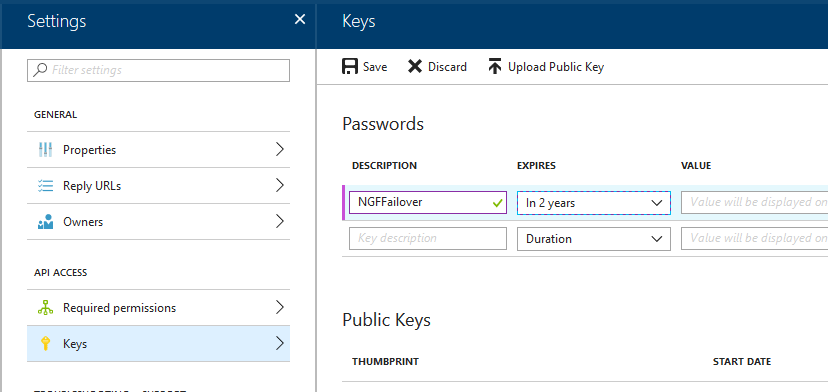 Settings
Filter settings
GENERAL
Properties
Reply URLs
Owners
API ACCESS
Required permissions
Keys
Keys
Save Discard Upload Public Key
Passwords
DESCRIPTION EXPIRES VALUE
NGFFailover In 2 years Value will be displayed on
Key description Duration Value will be displayed on
Public Keys
THUMBPRINT START DATE